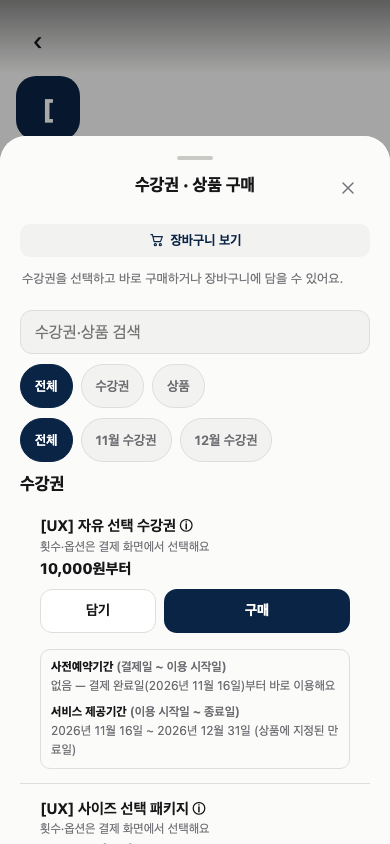 [
수강권 · 상품 구매
장바구니 보기
수강권을 선택하고 바로 구매하거나 장바구니에 담을 수 있어요.
수강권·상품 검색
전체 수강권 상품
전체 11월 수강권 12월 수강권
수강권
[UX] 자유 선택 수강권 ⓘ
횟수·옵션은 결제 화면에서 선택해요
10,000원부터
담기 구매
사전예약기간 (결제일 ~ 이용 시작일)
없음 — 결제 완료일(2026년 11월 16일)부터 바로 이용해요
서비스 제공기간 (이용 시작일 ~ 종료일)
2026년 11월 16일 ~ 2026년 12월 31일 (상품에 지정된 만
료일)
[UX] 사이즈 선택 패키지 ⓘ
횟수·옵션은 결제 화면에서 선택해요